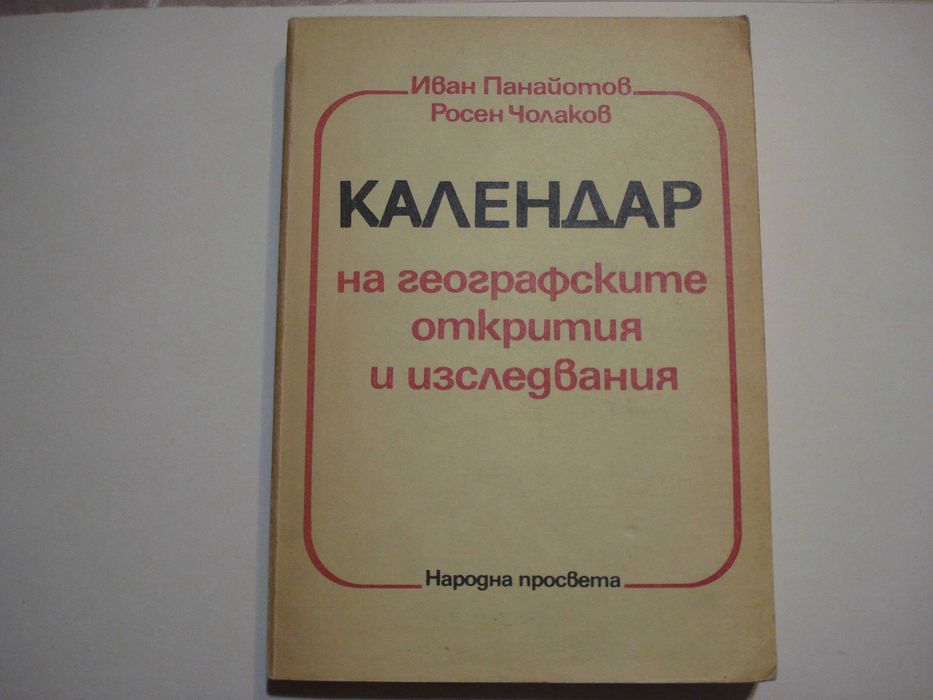 Иван Панайотов
Росен Чолаков
КАЛЕНДАР
на географските
открития
и изследвания
Народна просвета